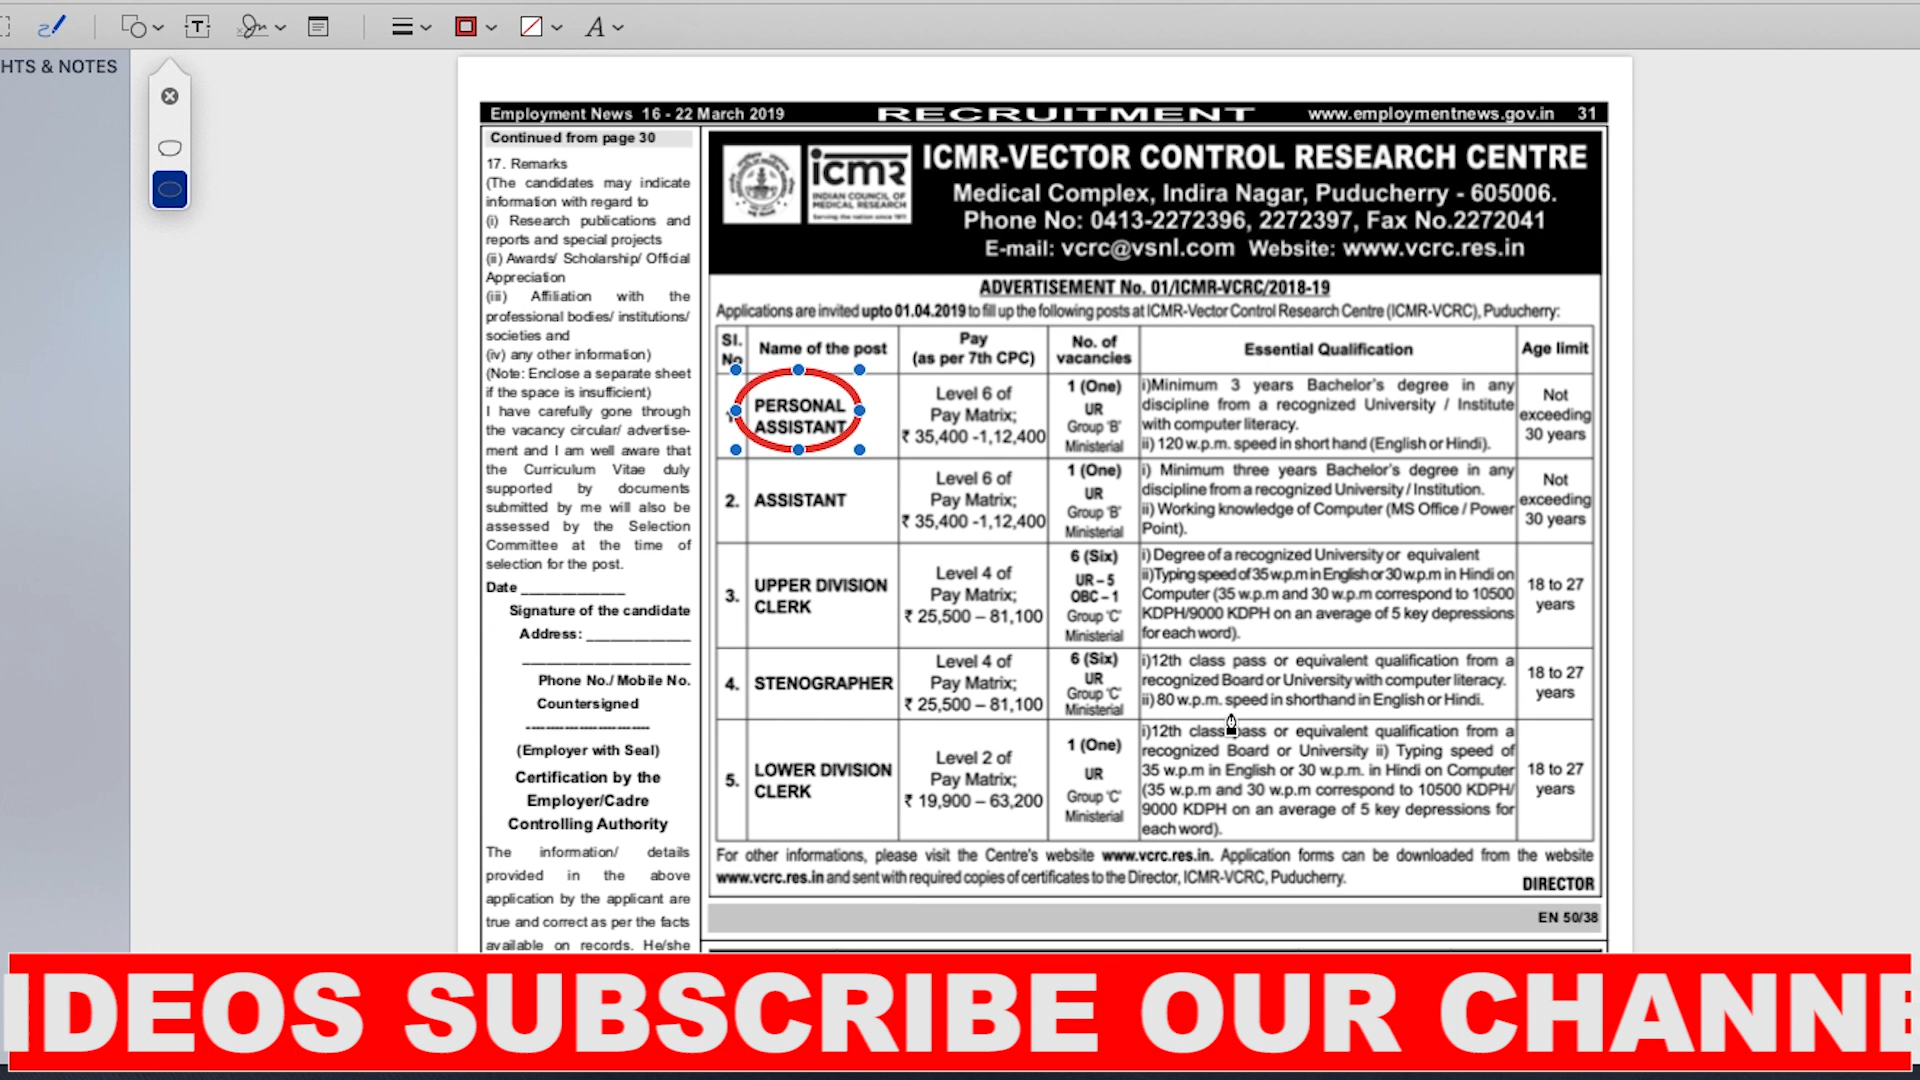 HTS & NOTES
Employment News 16 - 22 March 2019
RECRUITMENT
www.employmentnews.gov.in 31
Continued from page 30
17. Remarks
(The candidates may indicate
information with regard to
(i) Research publications and
reports and special projects
(ii) Awards/ Scholarship/ Official
Appreciation
(iii) Affiliation with the
professional bodies/ institutions/
societies and
(iv) any other information)
(Note: Enclose a separate sheet
if the space is insufficient)
I have carefully gone through
the vacancy circular/ advertise-
ment and I am well aware that
the Curriculum Vitae duly
supported by documents
submitted by me will also be
assessed by the Selection
Committee at the time of
selection for the post.
Date _____________
Signature of the candidate
Address: _____________
_____________________
Phone No./ Mobile No.
Countersigned
-------------------------
(Employer with Seal)
Certification by the
Employer/Cadre
Controlling Authority
The information/ details
provided in the above
application by the applicant are
true and correct as per the facts
available on records. He/she
icmr
INDIAN COUNCIL OF
MEDICAL RESEARCH
Serving the nation since 1911
ICMR-VECTOR CONTROL RESEARCH CENTRE
Medical Complex, Indira Nagar, Puducherry - 605006.
Phone No: 0413-2272396, 2272397, Fax No.2272041
E-mail: vcrc@vsnl.com Website: www.vcrc.res.in
ADVERTISEMENT No. 01/ICMR-VCRC/2018-19
Applications are invited upto 01.04.2019 to fill up the following posts at ICMR-Vector Control Research Centre (ICMR-VCRC), Puducherry:
Sl.
No
Name of the post
Pay
(as per 7th CPC)
No. of
vacancies
Essential Qualification
Age limit
PERSONAL
ASSISTANT
Level 6 of
Pay Matrix;
₹ 35,400 -1,12,400
1 (One)
UR
Group 'B'
Ministerial
i)Minimum 3 years Bachelor's degree in any
discipline from a recognized University / Institute
with computer literacy.
ii) 120 w.p.m. speed in short hand (English or Hindi).
Not
exceeding
30 years
2.
ASSISTANT
Level 6 of
Pay Matrix;
₹ 35,400 -1,12,400
1 (One)
UR
Group 'B'
Ministerial
i) Minimum three years Bachelor's degree in any
discipline from a recognized University / Institution.
ii) Working knowledge of Computer (MS Office / Power
Point).
Not
exceeding
30 years
3.
UPPER DIVISION
CLERK
Level 4 of
Pay Matrix;
₹ 25,500 – 81,100
6 (Six)
UR – 5
OBC – 1
Group 'C'
Ministerial
i) Degree of a recognized University or equivalent
ii)Typing speed of 35 w.p.m in English or 30 w.p.m in Hindi on
Computer (35 w.p.m and 30 w.p.m correspond to 10500
KDPH/9000 KDPH on an average of 5 key depressions
for each word).
18 to 27
years
4.
STENOGRAPHER
Level 4 of
Pay Matrix;
₹ 25,500 – 81,100
6 (Six)
UR
Group 'C'
Ministerial
i)12th class pass or equivalent qualification from a
recognized Board or University with computer literacy.
ii) 80 w.p.m. speed in shorthand in English or Hindi.
18 to 27
years
5.
LOWER DIVISION
CLERK
Level 2 of
Pay Matrix;
₹ 19,900 – 63,200
1 (One)
UR
Group 'C'
Ministerial
i)12th class pass or equivalent qualification from a
recognized Board or University ii) Typing speed of
35 w.p.m in English or 30 w.p.m. in Hindi on Computer
(35 w.p.m and 30 w.p.m correspond to 10500 KDPH/
9000 KDPH on an average of 5 key depressions for
each word).
18 to 27
years
For other informations, please visit the Centre's website www.vcrc.res.in. Application forms can be downloaded from the website
www.vcrc.res.in and sent with required copies of certificates to the Director, ICMR-VCRC, Puducherry.
DIRECTOR
EN 50/38
IDEOS SUBSCRIBE OUR CHANNE